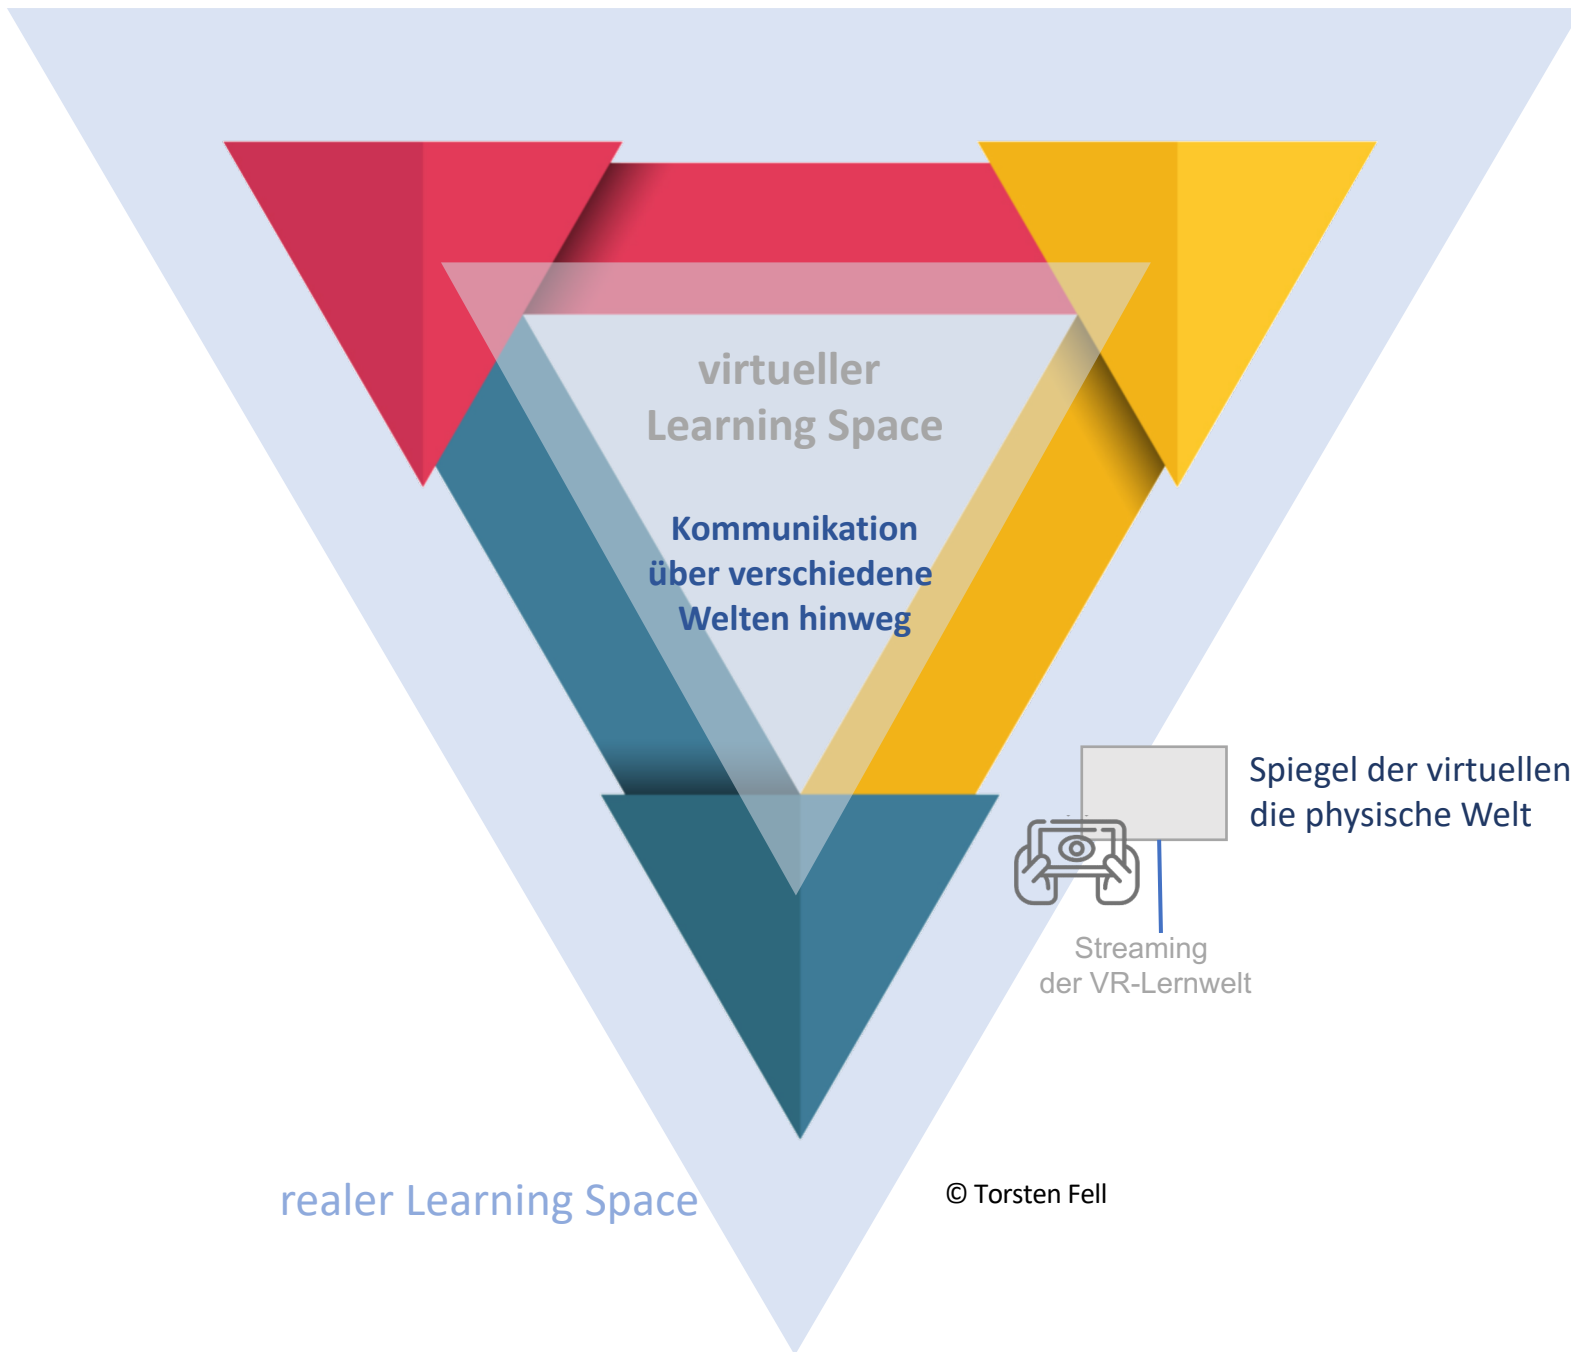 virtueller
Learning Space
Kommunikation
über verschiedene
Welten hinweg
Spiegel der virtuellen
die physische Welt
Streaming
der VR-Lernwelt
realer Learning Space
© Torsten Fell